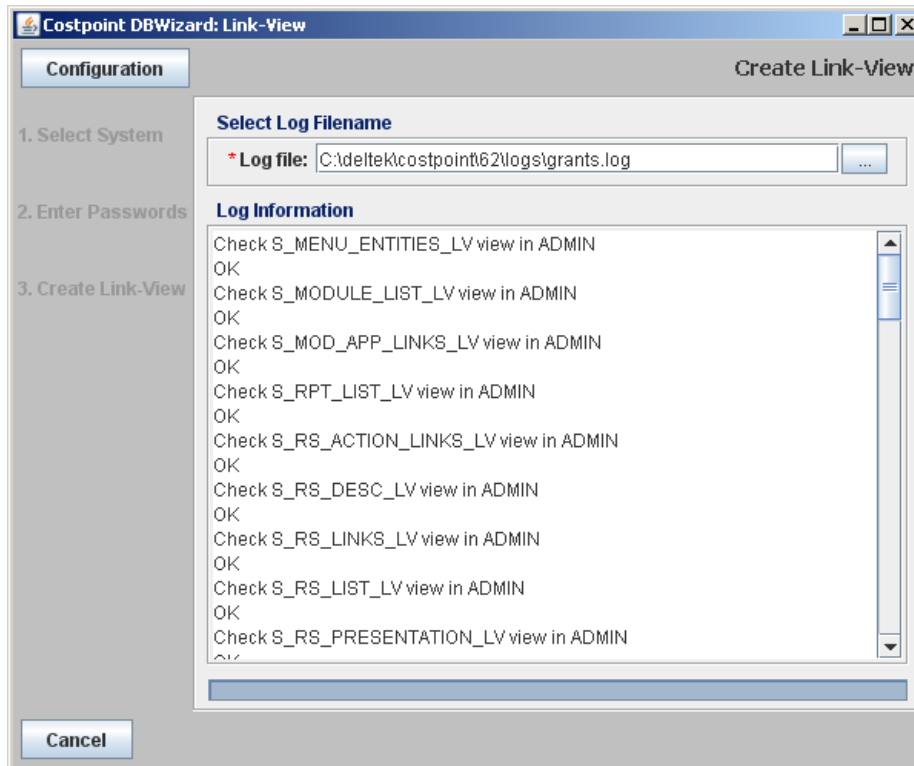 Costpoint DBWizard: Link-View
Configuration
Create Link-View
1. Select System
2. Enter Passwords
3. Create Link-View
Select Log Filename
* Log file: C:\deltek\costpoint\62\logs\grants.log ...
Log Information
Check S_MENU_ENTITIES_LV view in ADMIN
OK
Check S_MODULE_LIST_LV view in ADMIN
OK
Check S_MOD_APP_LINKS_LV view in ADMIN
OK
Check S_RPT_LIST_LV view in ADMIN
OK
Check S_RS_ACTION_LINKS_LV view in ADMIN
OK
Check S_RS_DESC_LV view in ADMIN
OK
Check S_RS_LINKS_LV view in ADMIN
OK
Check S_RS_LIST_LV view in ADMIN
OK
Check S_RS_PRESENTATION_LV view in ADMIN
OK
Cancel